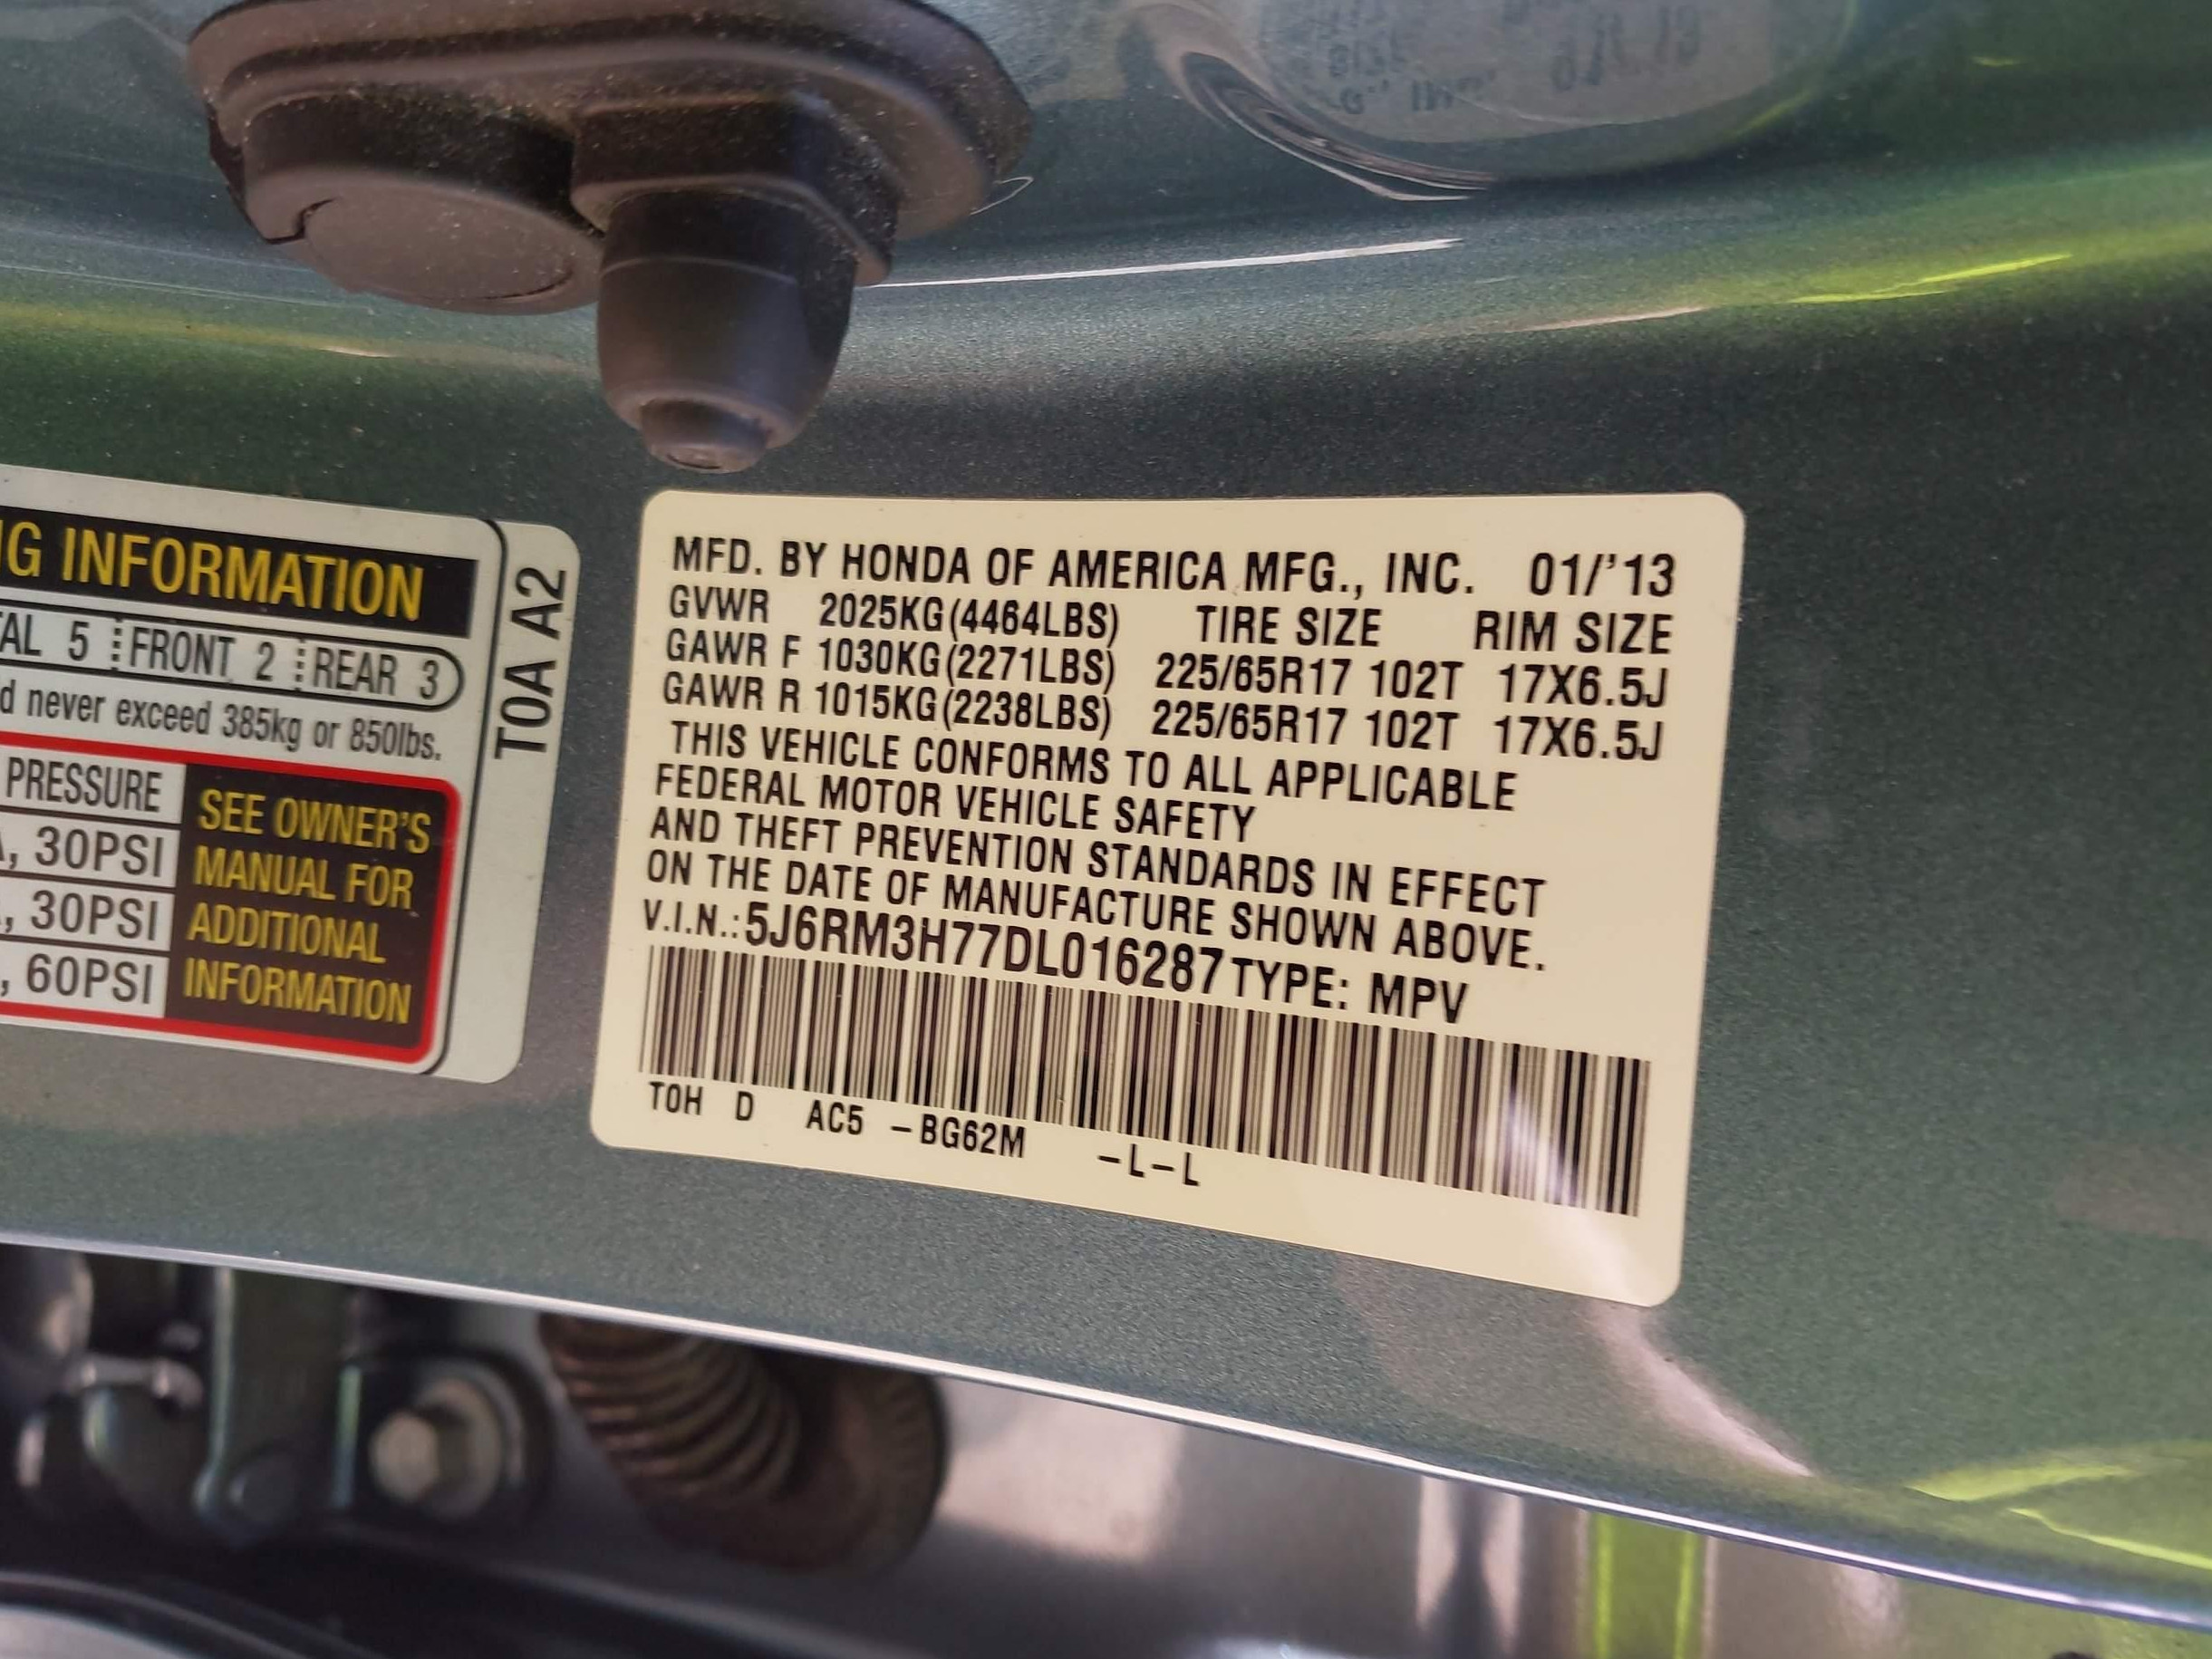 G INFORMATION
AL 5 FRONT 2 REAR 3
d never exceed 385kg or 850lbs.
PRESSURE
, 30PSI
, 30PSI
, 60PSI
SEE OWNER'S
MANUAL FOR
ADDITIONAL
INFORMATION
T0A A2
MFD. BY HONDA OF AMERICA MFG., INC. 01/'13
GVWR 2025KG(4464LBS) TIRE SIZE RIM SIZE
GAWR F 1030KG(2271LBS) 225/65R17 102T 17X6.5J
GAWR R 1015KG(2238LBS) 225/65R17 102T 17X6.5J
THIS VEHICLE CONFORMS TO ALL APPLICABLE
FEDERAL MOTOR VEHICLE SAFETY
AND THEFT PREVENTION STANDARDS IN EFFECT
ON THE DATE OF MANUFACTURE SHOWN ABOVE.
V.I.N.:5J6RM3H77DL016287 TYPE: MPV
T0H D AC5 -BG62M -L-L